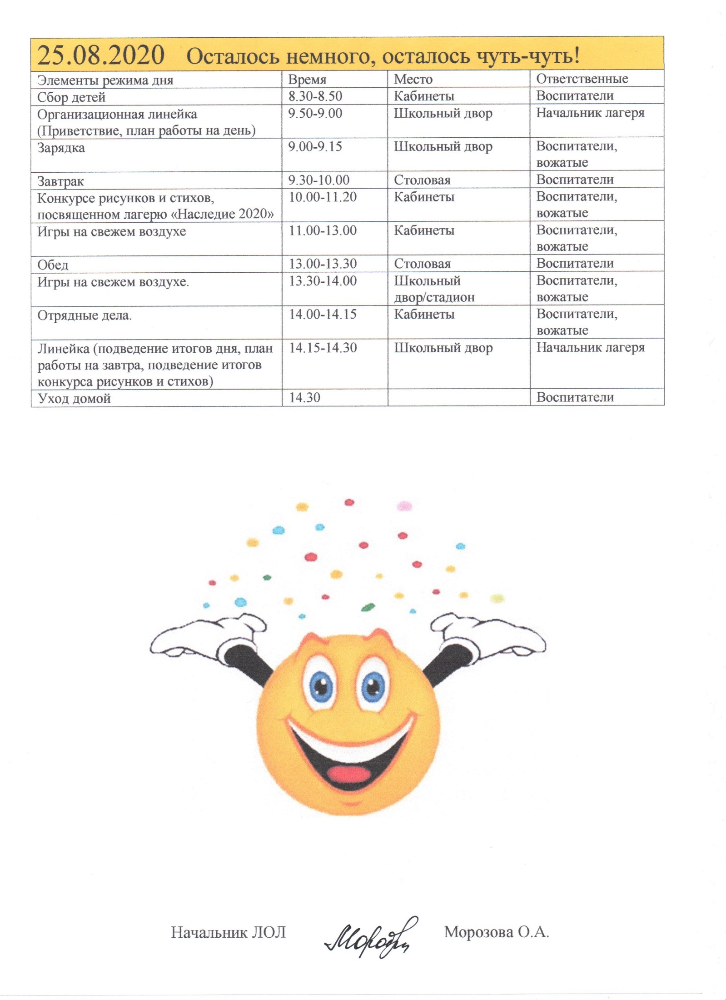 25.08.2020 Осталось немного, осталось чуть-чуть!
Элементы режима дня Время Место Ответственные
Сбор детей 8.30-8.50 Кабинеты Воспитатели
Организационная линейка 9.50-9.00 Школьный двор Начальник лагеря
(Приветствие, план работы на день)
Зарядка 9.00-9.15 Школьный двор Воспитатели,
вожатые
Завтрак 9.30-10.00 Столовая Воспитатели
Конкурсе рисунков и стихов, 10.00-11.20 Кабинеты Воспитатели,
посвященном лагерю «Наследие 2020» вожатые
Игры на свежем воздухе 11.00-13.00 Кабинеты Воспитатели,
вожатые
Обед 13.00-13.30 Столовая Воспитатели
Игры на свежем воздухе. 13.30-14.00 Школьный Воспитатели,
двор/стадион вожатые
Отрядные дела. 14.00-14.15 Кабинеты Воспитатели,
вожатые
Линейка (подведение итогов дня, план 14.15-14.30 Школьный двор Начальник лагеря
работы на завтра, подведение итогов
конкурса рисунков и стихов)
Уход домой 14.30 Воспитатели
Начальник ЛОЛ Морозова О.А.